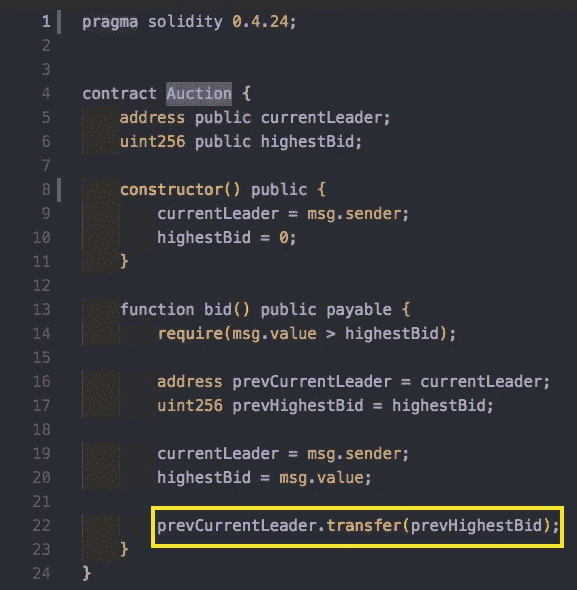 1 pragma solidity 0.4.24;
2
3
4 contract Auction {
5 address public currentLeader;
6 uint256 public highestBid;
7
8 constructor() public {
9 currentLeader = msg.sender;
10 highestBid = 0;
11 }
12
13 function bid() public payable {
14 require(msg.value > highestBid);
15
16 address prevCurrentLeader = currentLeader;
17 uint256 prevHighestBid = highestBid;
18
19 currentLeader = msg.sender;
20 highestBid = msg.value;
21
22 prevCurrentLeader.transfer(prevHighestBid);
23 }
24 }